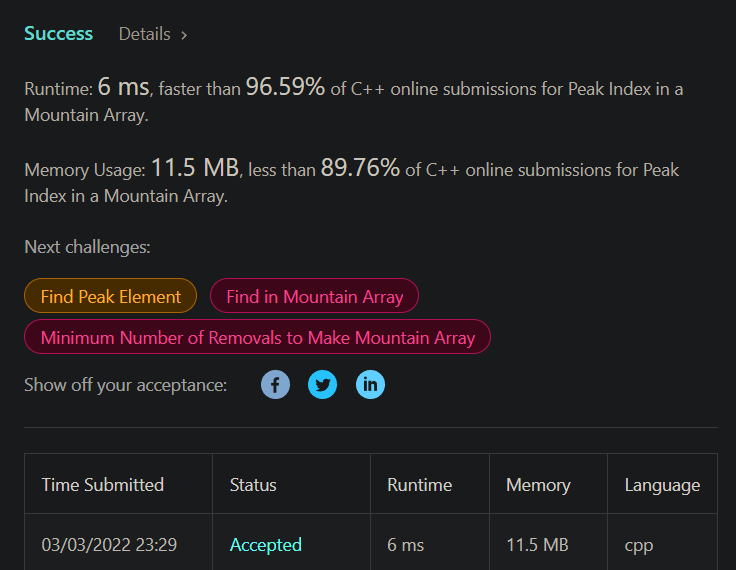 Success Details >
Runtime: 6 ms, faster than 96.59% of C++ online submissions for Peak Index in a
Mountain Array.
Memory Usage: 11.5 MB, less than 89.76% of C++ online submissions for Peak
Index in a Mountain Array.
Next challenges:
Find Peak Element Find in Mountain Array
Minimum Number of Removals to Make Mountain Array
Show off your acceptance: f in
Time Submitted Status Runtime Memory Language
03/03/2022 23:29 Accepted 6 ms 11.5 MB cpp